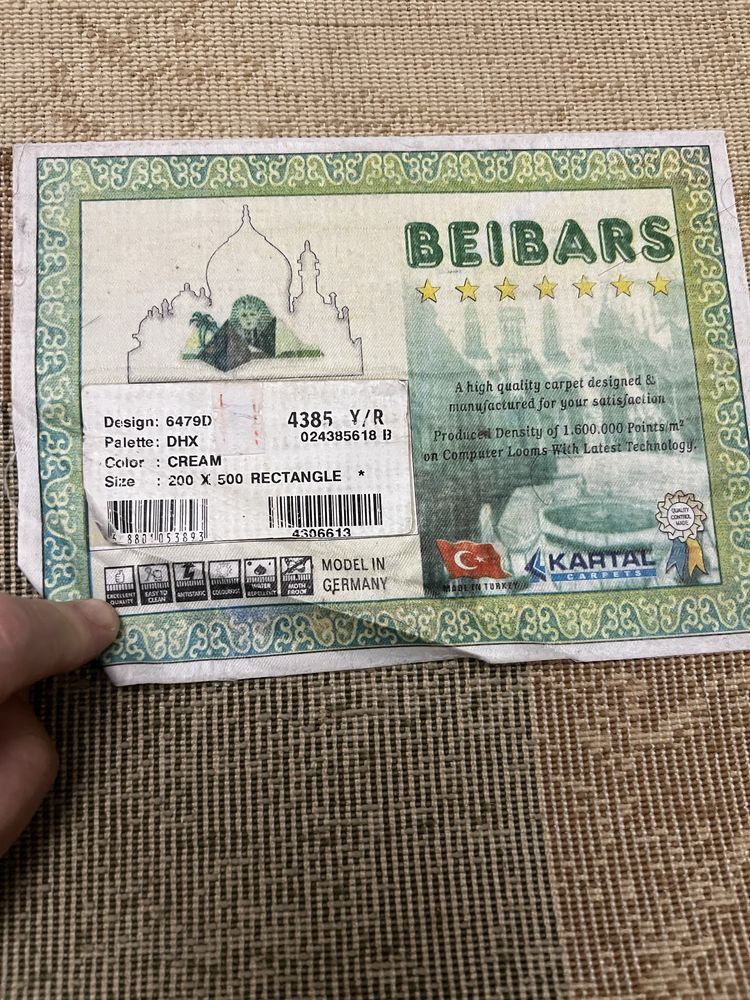 BEIBARS
A high quality carpet designed &
manufactured for your satisfaction
Produced Density of 1.600.000 Points/m²
on Computer Looms With Latest Technology.
Design: 6479D
4385 Y/R
Palette: DHX
024385618 B
Color : CREAM
Size : 200 X 500 RECTANGLE *
8801053893
4306613
EXCELLENT QUALITY
EASY TO CLEAN
ANTISTATIC
COLOURFAST
WATER REPELLENT
MOTH PROOF
MODEL IN
GERMANY
MADE IN TURKEY
KARTAL
CARPETS
QUALITY
CONTROL
MADE